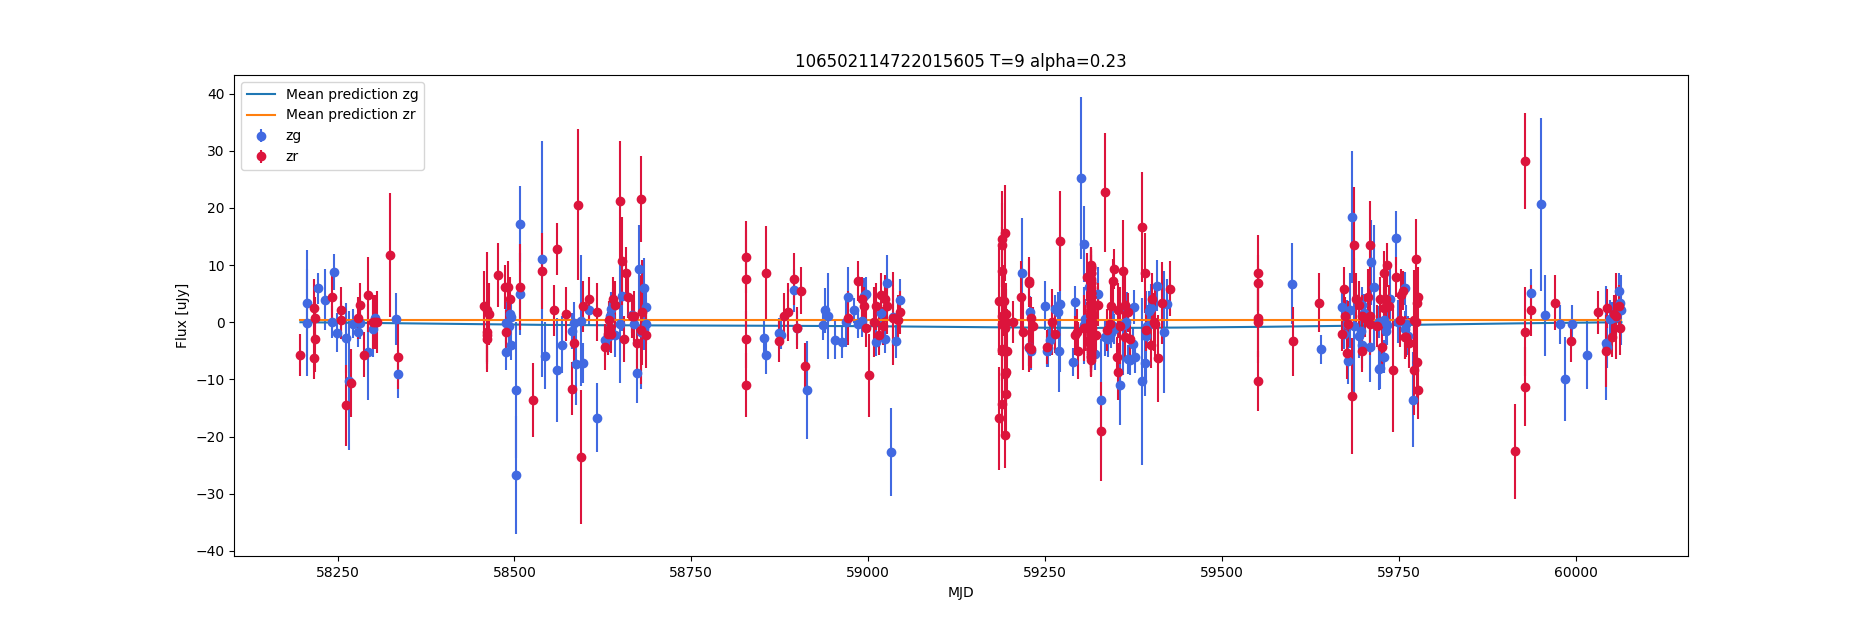 106502114722015605 T=9 alpha=0.23
Mean prediction zg
Mean prediction zr
zg
zr
Flux [uJy]
40
30
20
10
0
−10
−20
−30
−40
58250 58500 58750 59000 59250 59500 59750 60000
MJD